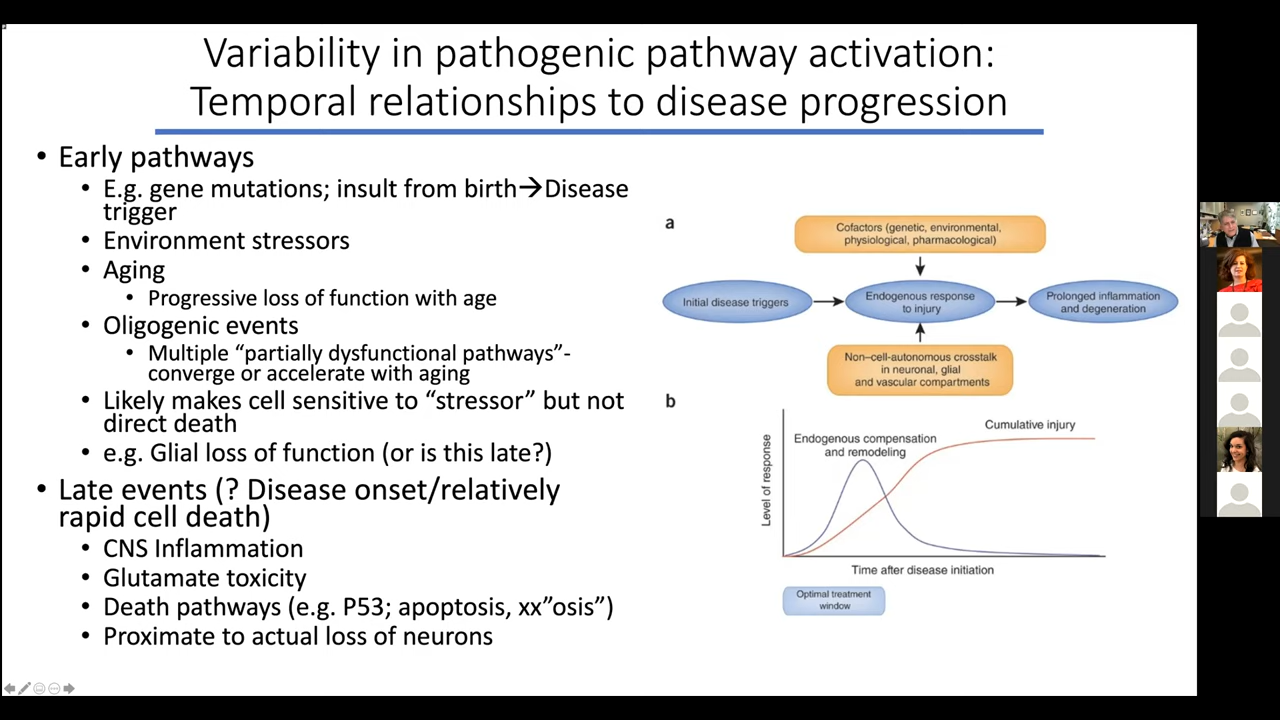 Variability in pathogenic pathway activation:
Temporal relationships to disease progression
• Early pathways
• E.g. gene mutations; insult from birth→Disease
trigger
• Environment stressors
• Aging
• Progressive loss of function with age
• Oligogenic events
• Multiple “partially dysfunctional pathways”-
converge or accelerate with aging
• Likely makes cell sensitive to “stressor” but not
direct death
• e.g. Glial loss of function (or is this late?)
• Late events (? Disease onset/relatively
rapid cell death)
• CNS Inflammation
• Glutamate toxicity
• Death pathways (e.g. P53; apoptosis, xx”osis”)
• Proximate to actual loss of neurons
a
Cofactors (genetic, environmental,
physiological, pharmacological)
Initial disease triggers
Endogenous response
to injury
Prolonged inflammation
and degeneration
Non–cell-autonomous crosstalk
in neuronal, glial
and vascular compartments
b
Cumulative injury
Endogenous compensation
and remodeling
Level of response
Time after disease initiation
Optimal treatment
window